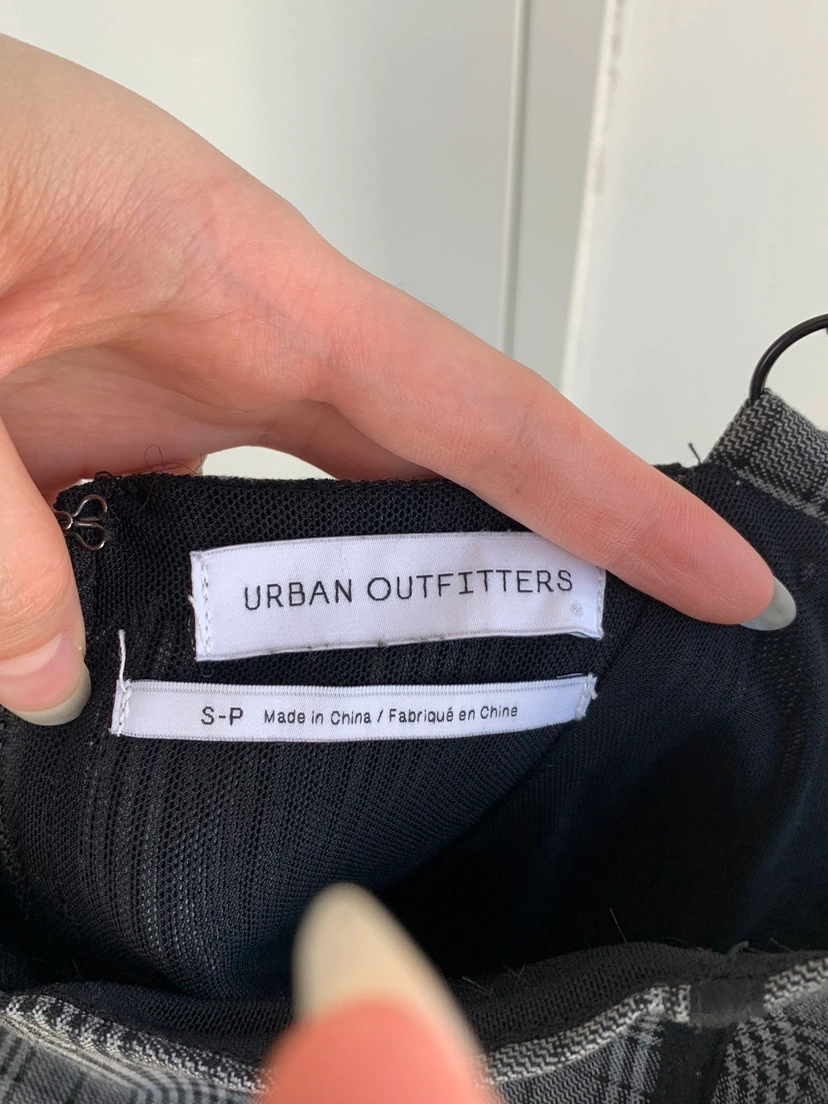 URBAN OUTFITTERS
S-P Made in China / Fabriqué en Chine